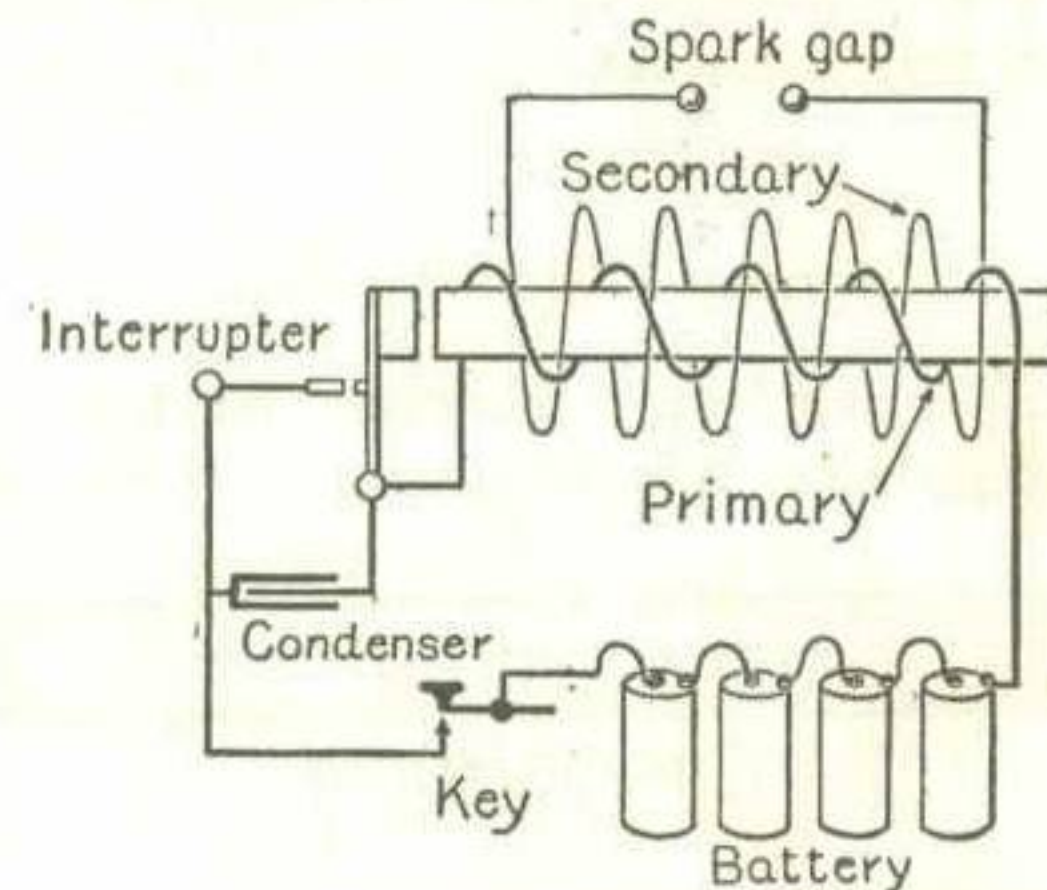 Spark gap
Secondary
Interrupter
Primary
Condenser
Key
Battery